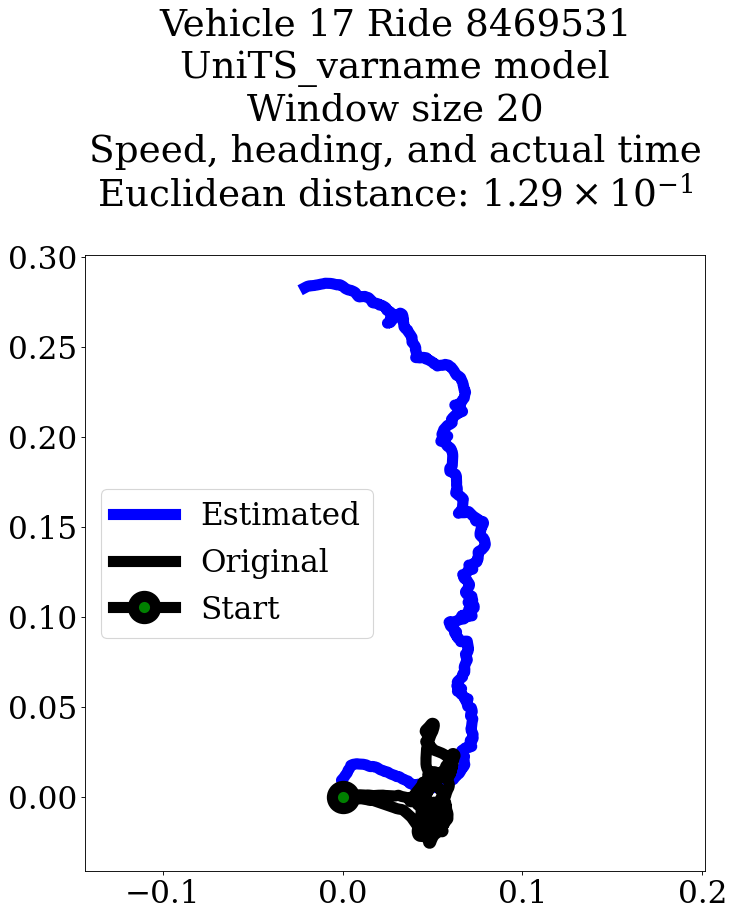 Vehicle 17 Ride 8469531
UniTS_varname model
Window size 20
Speed, heading, and actual time
Euclidean distance: 1.29 × 10⁻¹
0.30
0.25
0.20
0.15
0.10
0.05
0.00
Estimated
Original
Start
−0.1 0.0 0.1 0.2